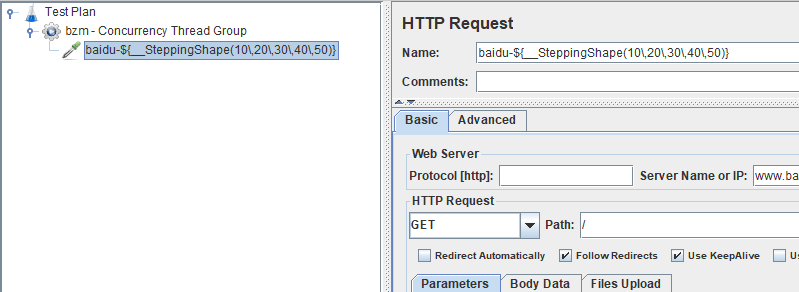 Test Plan
bzm - Concurrency Thread Group
baidu-${__SteppingShape(10\,20\,30\,40\,50)}
HTTP Request
Name: baidu-${__SteppingShape(10\,20\,30\,40\,50)}
Comments:
Basic Advanced
Web Server
Protocol [http]: Server Name or IP: www.ba
HTTP Request
GET Path: /
Redirect Automatically Follow Redirects Use KeepAlive Us
Parameters Body Data Files Upload